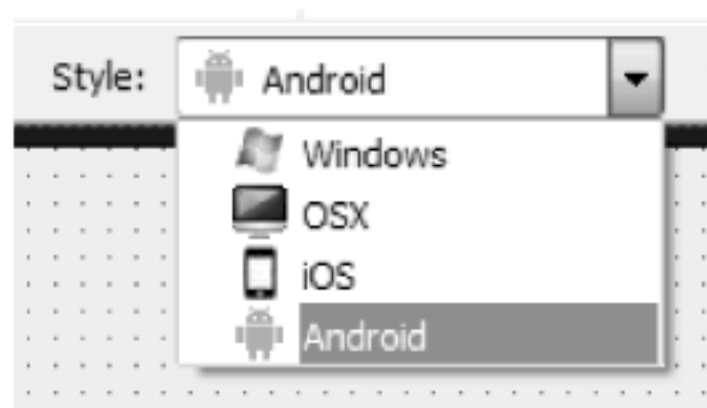 Style: Android
Windows
OSX
iOS
Android